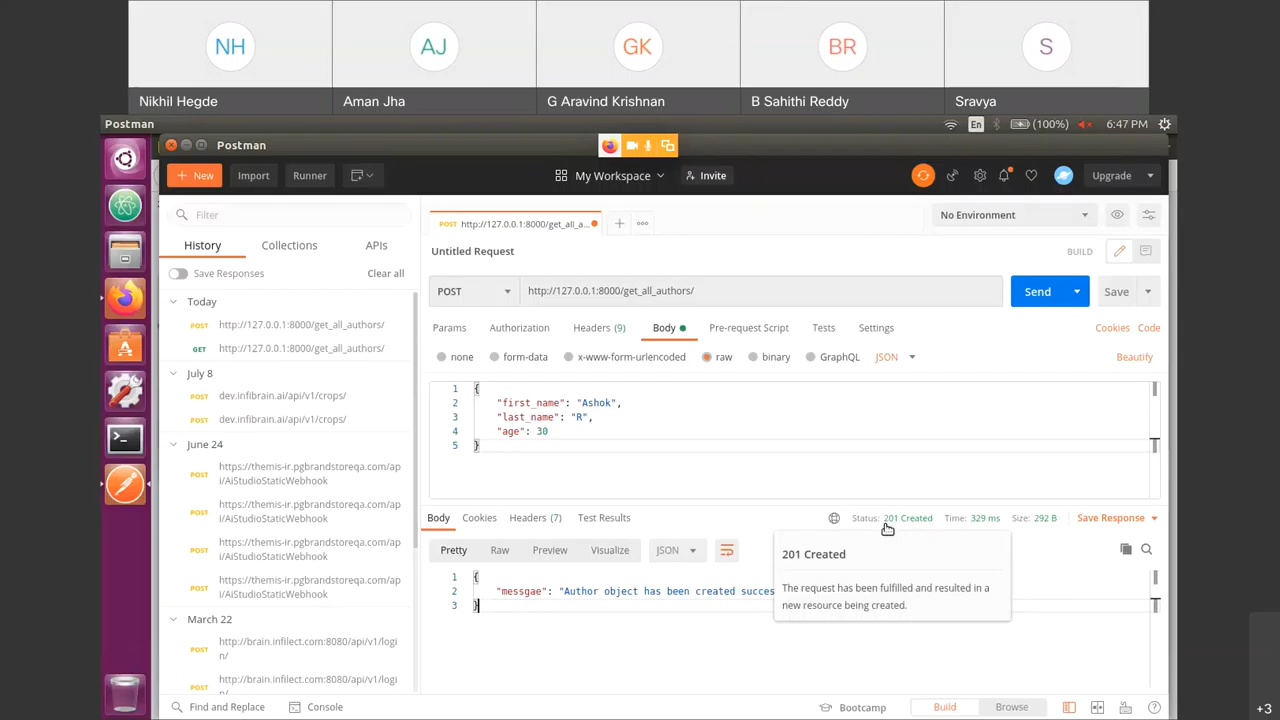 NH
AJ
GK
BR
S
Nikhil Hegde
Aman Jha
G Aravind Krishnan
B Sahithi Reddy
Sravya
Postman
En
(100%)
6:47 PM
Postman
+ New
Import
Runner
My Workspace
Invite
Upgrade
Filter
POST http://127.0.0.1:8000/get_all_a...
No Environment
History
Collections
APIs
Untitled Request
BUILD
Save Responses
Clear all
POST
http://127.0.0.1:8000/get_all_authors/
Send
Save
Today
POST http://127.0.0.1:8000/get_all_authors/
GET http://127.0.0.1:8000/get_all_authors/
Params
Authorization
Headers (9)
Body
Pre-request Script
Tests
Settings
Cookies
Code
none
form-data
x-www-form-urlencoded
raw
binary
GraphQL
JSON
Beautify
July 8
POST dev.infibrain.ai/api/v1/crops/
POST dev.infibrain.ai/api/v1/crops/
1 {
2 "first_name": "Ashok",
3 "last_name": "R",
4 "age": 30
5 }
June 24
POST https://themis-ir.pgbrandstoreqa.com/ap
i/AiStudioStaticWebhook
POST https://themis-ir.pgbrandstoreqa.com/ap
i/AiStudioStaticWebhook
POST https://themis-ir.pgbrandstoreqa.com/ap
i/AiStudioStaticWebhook
POST https://themis-ir.pgbrandstoreqa.com/ap
i/AiStudioStaticWebhook
March 22
POST http://brain.infilect.com:8080/api/v1/logi
n/
POST http://brain.infilect.com:8080/api/v1/logi
Body
Cookies
Headers (7)
Test Results
Status: 201 Created
Time: 329 ms
Size: 292 B
Save Response
Pretty
Raw
Preview
Visualize
JSON
201 Created
The request has been fulfilled and resulted in a
new resource being created.
1 {
2 "messgae": "Author object has been created succes
3 }
Find and Replace
Console
Bootcamp
Build
Browse
+3